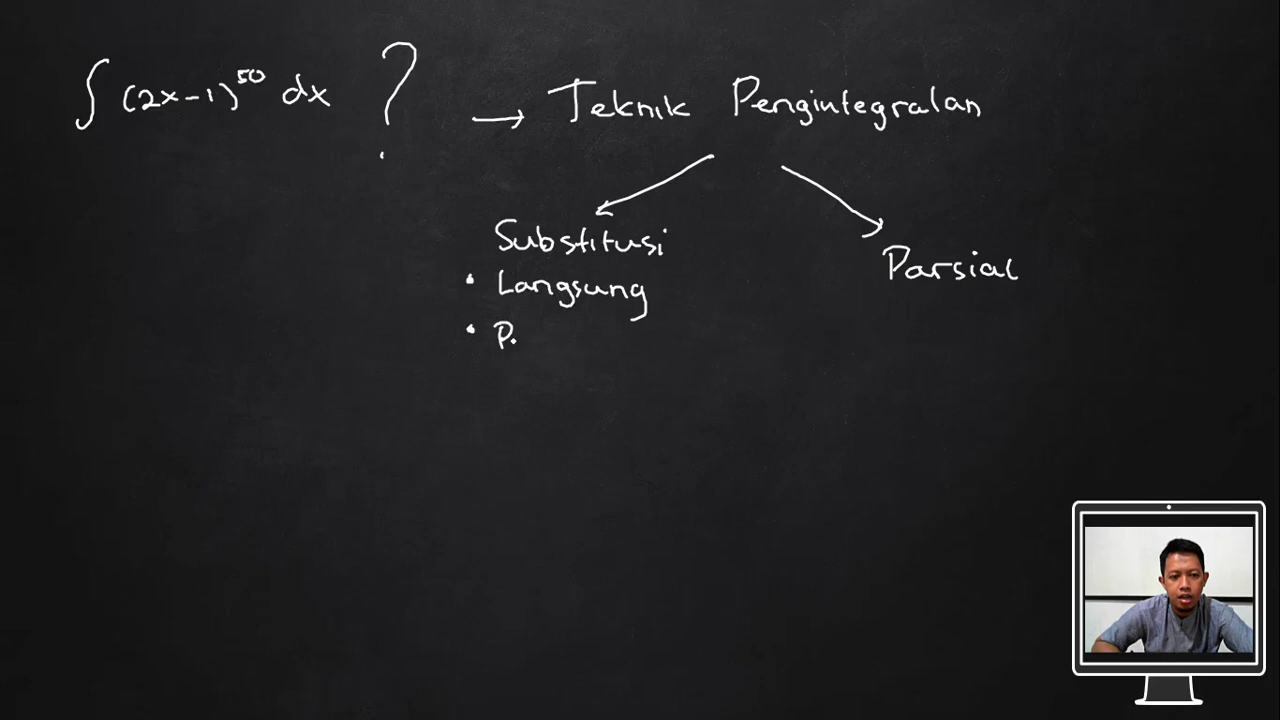 ∫ (2x-1)^50 dx ? → Teknik Pengintegralan
Substitusi
• Langsung
• P.
Parsial